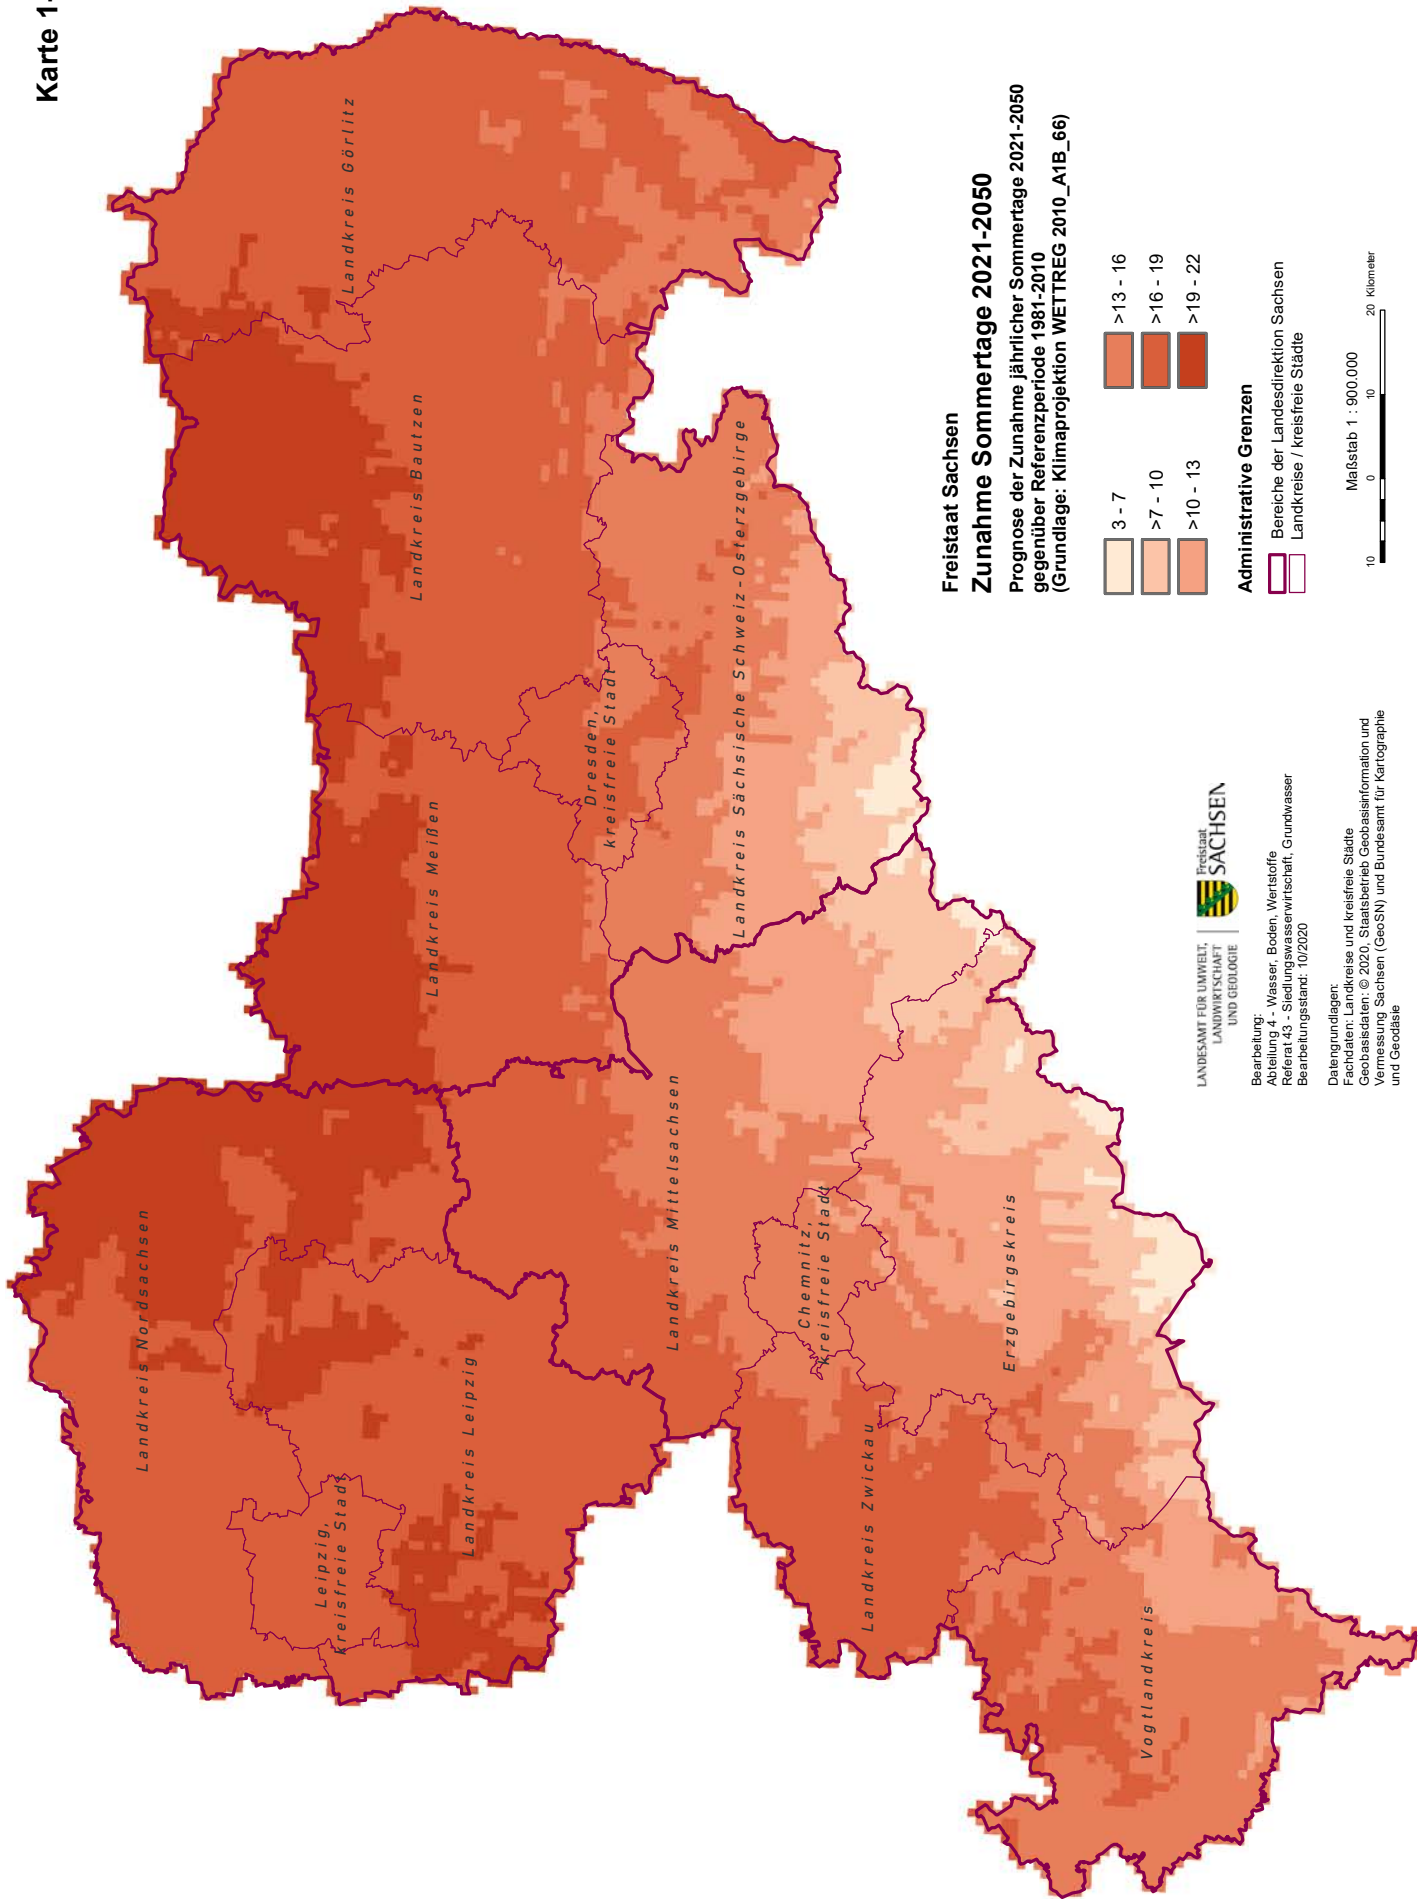 Karte 1-
Landkreis Nordsachsen
Leipzig,
kreisfreie Stadt
Landkreis Leipzig
Landkreis Meißen
Landkreis Bautzen
Landkreis Görlitz
Dresden,
kreisfreie Stadt
Landkreis Mittelsachsen
Landkreis Sächsische Schweiz-Osterzgebirge
Chemnitz,
kreisfreie Stadt
Landkreis Zwickau
Erzgebirgskreis
Vogtlandkreis
Freistaat Sachsen
Zunahme Sommertage 2021-2050
Prognose der Zunahme jährlicher Sommertage 2021-2050
gegenüber Referenzperiode 1981-2010
(Grundlage: Klimaprojektion WETTREG 2010_A1B_66)
3 - 7
>7 - 10
>10 - 13
>13 - 16
>16 - 19
>19 - 22
Administrative Grenzen
Bereiche der Landesdirektion Sachsen
Landkreise / kreisfreie Städte
Maßstab 1 : 900.000
10 0 10 20 Kilometer
LANDESAMT FÜR UMWELT,
LANDWIRTSCHAFT
UND GEOLOGIE
Freistaat
SACHSEN
Bearbeitung:
Abteilung 4 - Wasser, Boden, Wertstoffe
Referat 43 - Siedlungswasserwirtschaft, Grundwasser
Bearbeitungsstand: 10/2020
Datengrundlagen:
Fachdaten: Landkreise und kreisfreie Städte
Geobasisdaten: © 2020, Staatsbetrieb Geobasisinformation und
Vermessung Sachsen (GeoSN) und Bundesamt für Kartographie
und Geodäsie